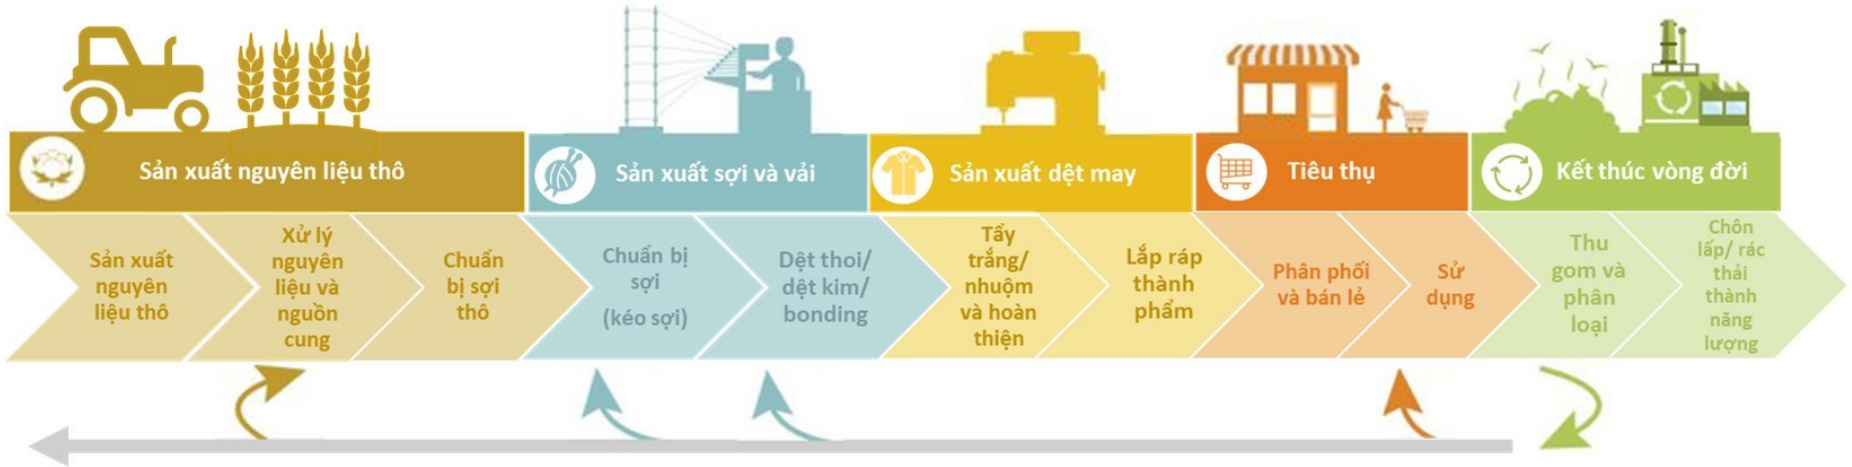 Sản xuất nguyên liệu thô
Sản xuất sợi và vải
Sản xuất dệt may
Tiêu thụ
Kết thúc vòng đời
Sản xuất
nguyên
liệu thô
Xử lý
nguyên
liệu và
nguồn
cung
Chuẩn
bị sợi
thô
Chuẩn bị
sợi
(kéo sợi)
Dệt thoi/
dệt kim/
bonding
Tẩy
trắng/
nhuộm
và hoàn
thiện
Lắp ráp
thành
phẩm
Phân phối
và bán lẻ
Sử
dụng
Thu
gom và
phân
loại
Chôn
lấp/ rác
thải
thành
năng
lượng